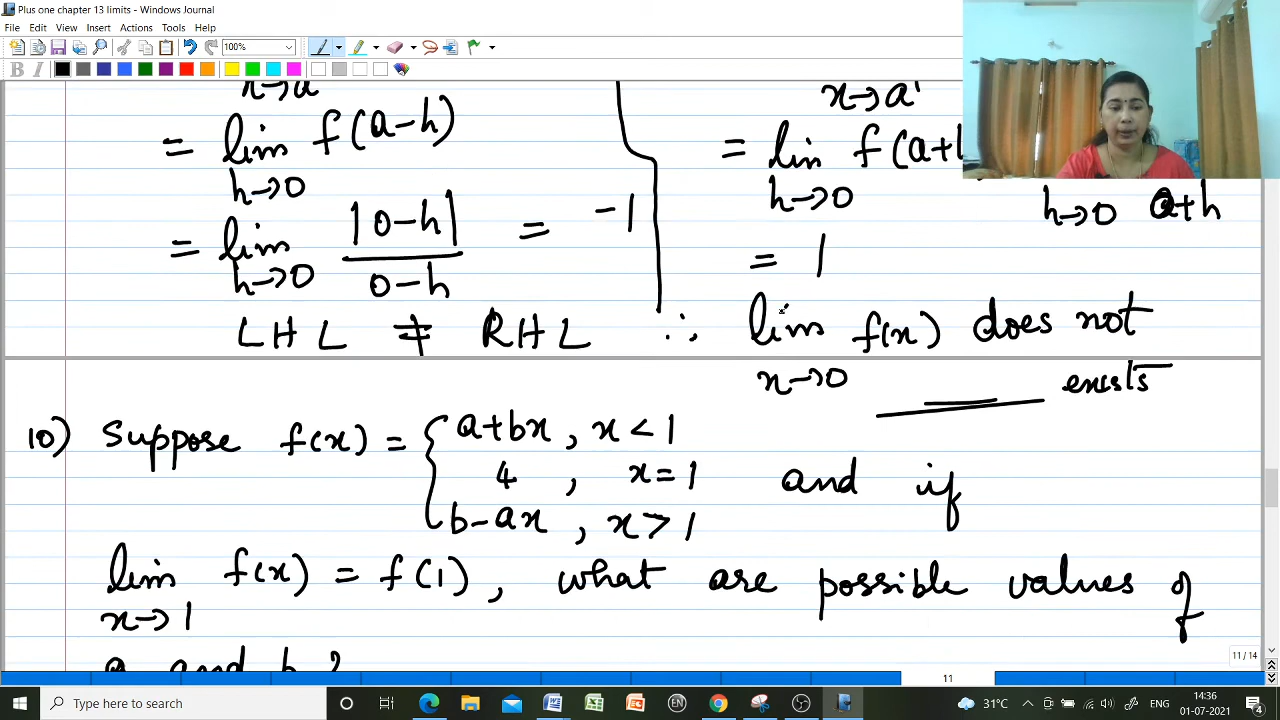 Plus one chapter 13 limits - Windows Journal
File Edit View Insert Actions Tools Help
100%
B I
x→a
= lim f(a-h)
h→0
= lim |0-h| / 0-h = -1
h→0
x→a
= lin f(a+h
h→0
h→0 a+h
= 1
LHL ≠ RHL ∴ lim f(x) does not
x→0 exists
10) Suppose f(x) = { a+bx, x < 1
4, x = 1 and if
b-ax, x > 1
lim f(x) = f(1), what are possible values of
x→1
a and b?
11 / 14
11
Type here to search
31°C
EN
14:36
01-07-2021